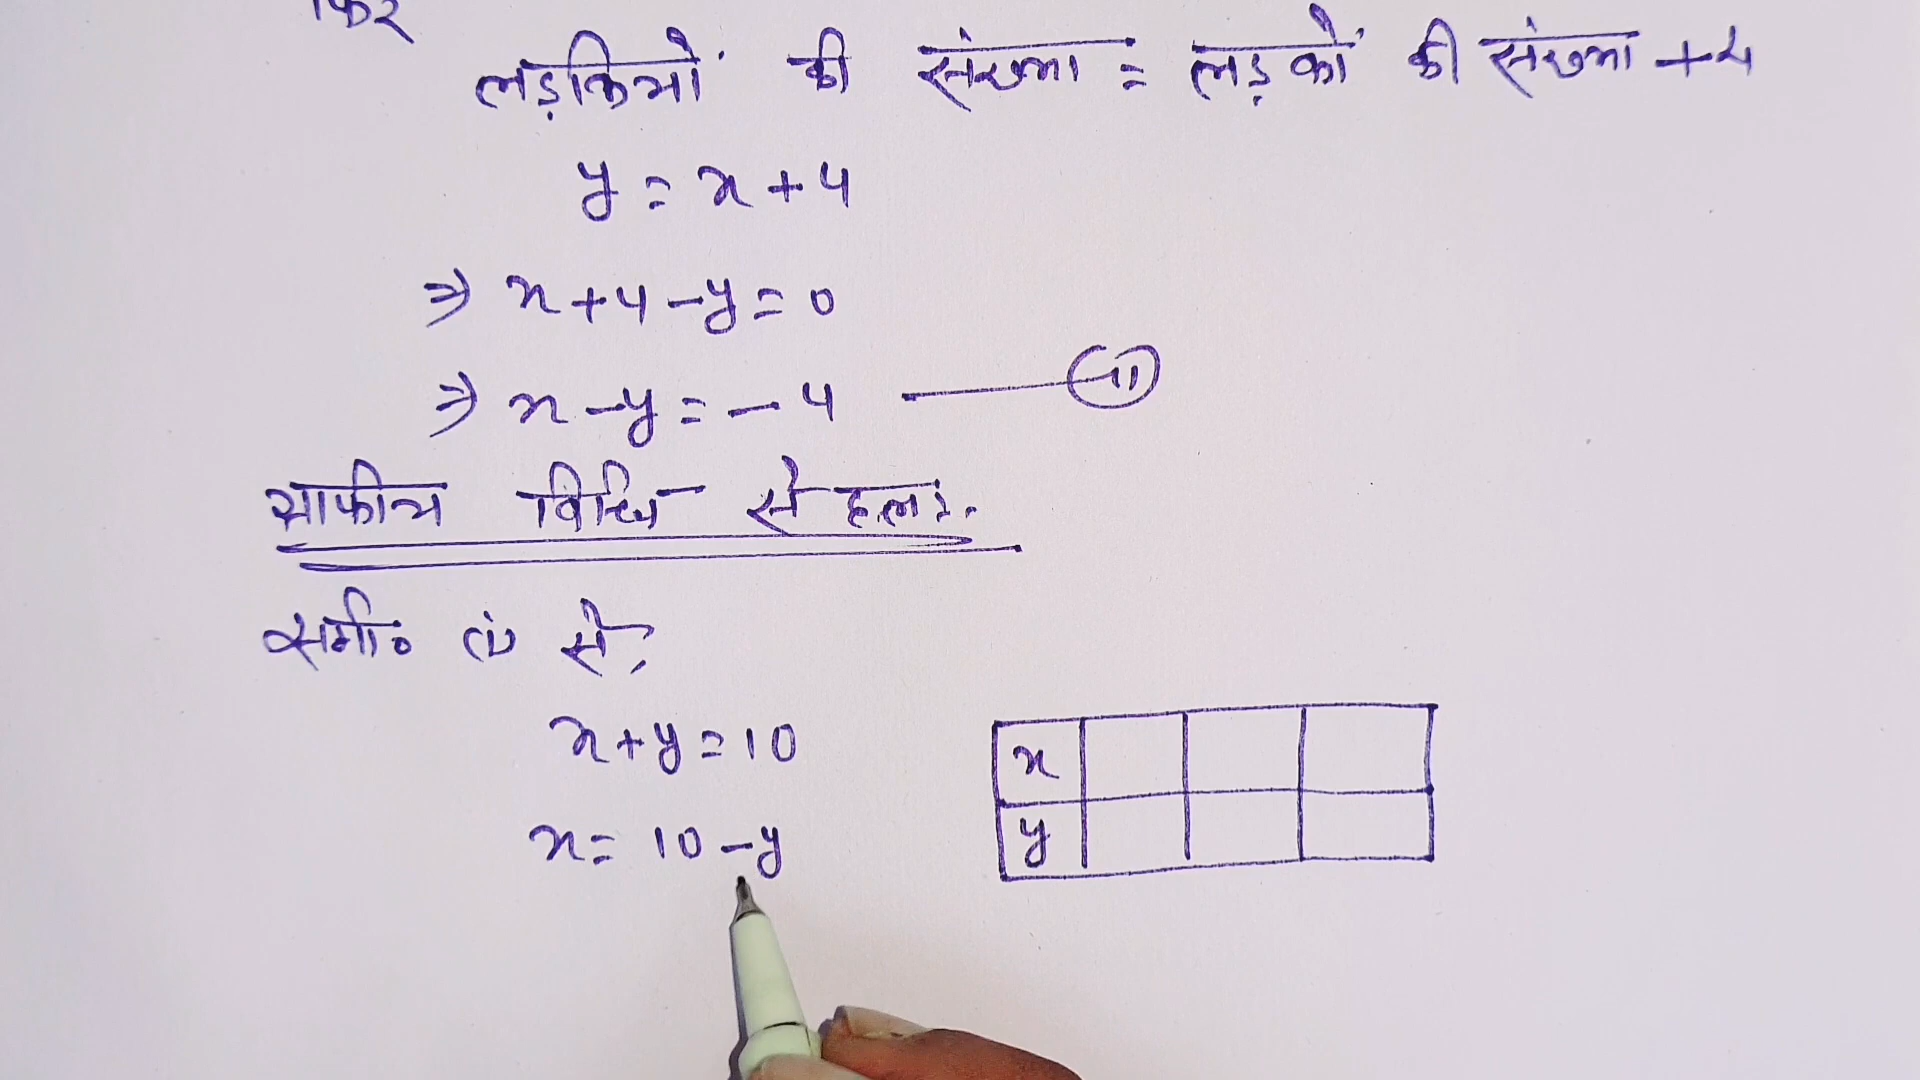 फिर
लड़कियों की संख्या = लड़कों की संख्या + 4
y = x + 4
⇒ x + 4 - y = 0
⇒ x - y = - 4 — (ii)
ग्राफीय विधि से हल:-
समी० (i) से,
x + y = 10
x = 10 - y
x
y